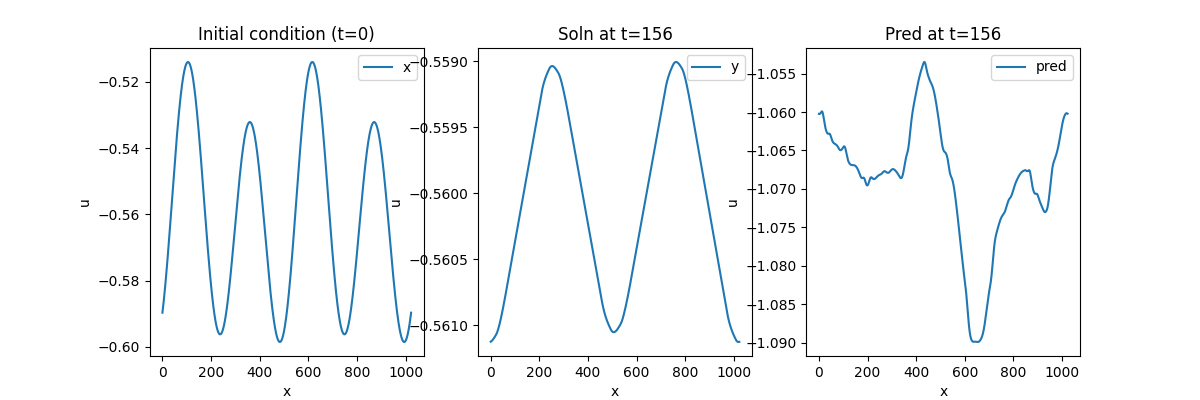 Initial condition (t=0)
x
−0.52
−0.54
−0.56
−0.58
−0.60
u
0 200 400 600 800 1000
x
Soln at t=156
y
−0.5590
−0.5595
−0.5600
−0.5605
−0.5610
u
0 200 400 600 800 1000
x
Pred at t=156
pred
−1.055
−1.060
−1.065
−1.070
−1.075
−1.080
−1.085
−1.090
u
0 200 400 600 800 1000
x